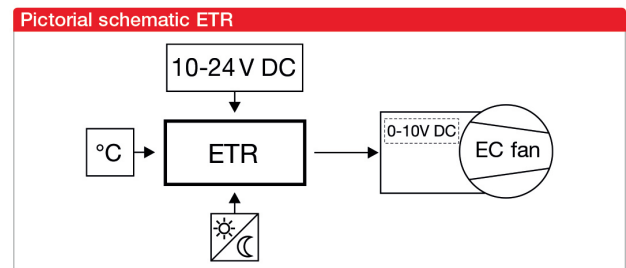 Pictorial schematic ETR
10-24 V DC
°C
ETR
0-10V DC
EC fan